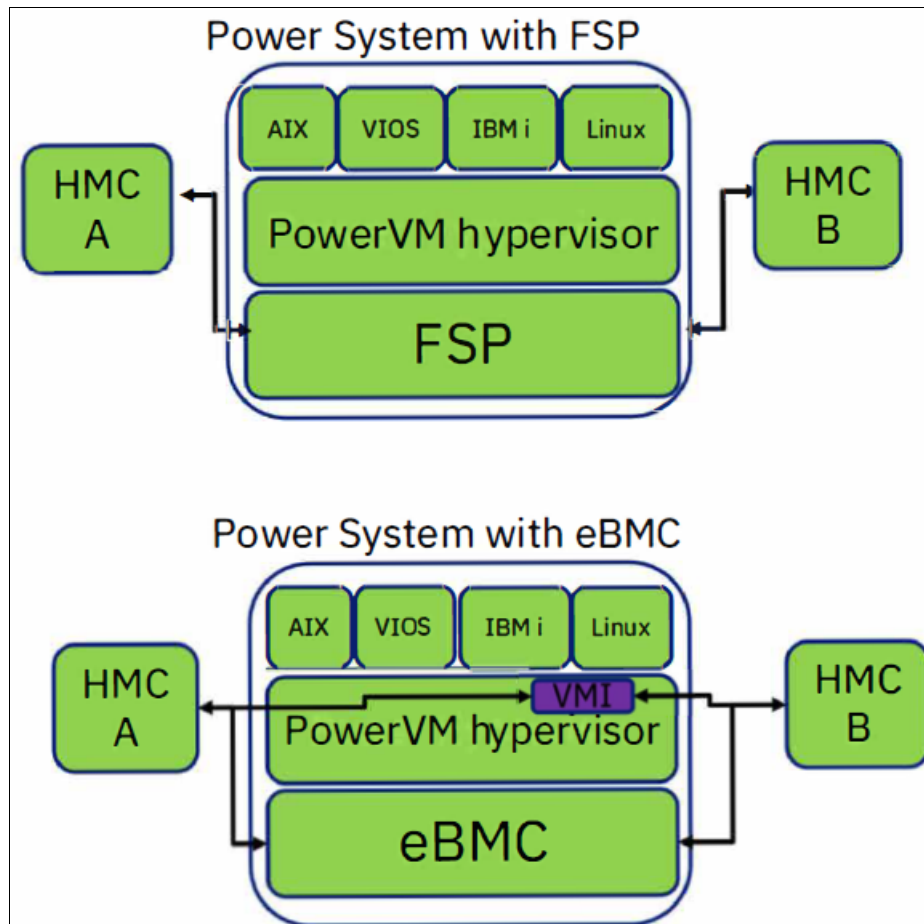 Power System with FSP
AIX VIOS IBM i Linux
HMC A
HMC B
PowerVM hypervisor
FSP
Power System with eBMC
AIX VIOS IBM i Linux
HMC A
HMC B
VMI
PowerVM hypervisor
eBMC